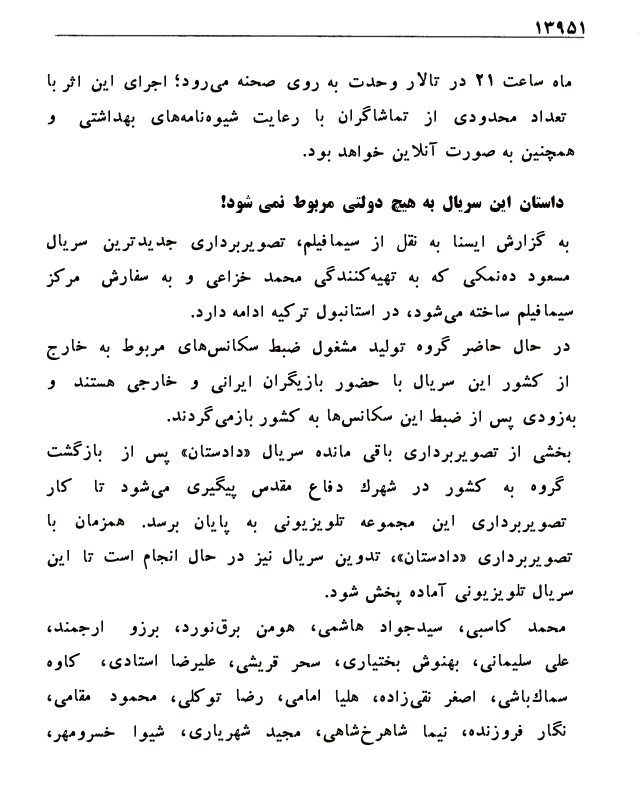 ۱۳۹۵۱
ماه ساعت ۲۱ در تالار وحدت به روی صحنه می‌رود؛ اجرای این اثر با
تعداد محدودی از تماشاگران با رعایت شیوه‌نامه‌های بهداشتی و
همچنین به صورت آنلاین خواهد بود.
داستان این سریال به هیچ دولتی مربوط نمی شود!
به گزارش ایسنا به نقل از سیمافیلم، تصویربرداری جدیدترین سریال
مسعود ده‌نمکی که به تهیه‌کنندگی محمد خزاعی و به سفارش مرکز
سیمافیلم ساخته می‌شود، در استانبول ترکیه ادامه دارد.
در حال حاضر گروه تولید مشغول ضبط سکانس‌های مربوط به خارج
از کشور این سریال با حضور بازیگران ایرانی و خارجی هستند و
به‌زودی پس از ضبط این سکانس‌ها به کشور بازمی‌گردند.
بخشی از تصویربرداری باقی مانده سریال «دادستان» پس از بازگشت
گروه به کشور در شهرك دفاع مقدس پیگیری می‌شود تا کار
تصویربرداری این مجموعه تلویزیونی به پایان برسد. همزمان با
تصویربرداری «دادستان»، تدوین سریال نیز در حال انجام است تا این
سریال تلویزیونی آماده پخش شود.
محمد کاسبی، سیدجواد هاشمی، هومن برق‌نورد، برزو ارجمند،
علی سلیمانی، بهنوش بختیاری، سحر قریشی، علیرضا استادی، کاوه
سماك‌باشی، اصغر نقی‌زاده، هلیا امامی، رضا توکلی، محمود مقامی،
نگار فروزنده، نیما شاهرخ‌شاهی، مجید شهریاری، شیوا خسرومهر،